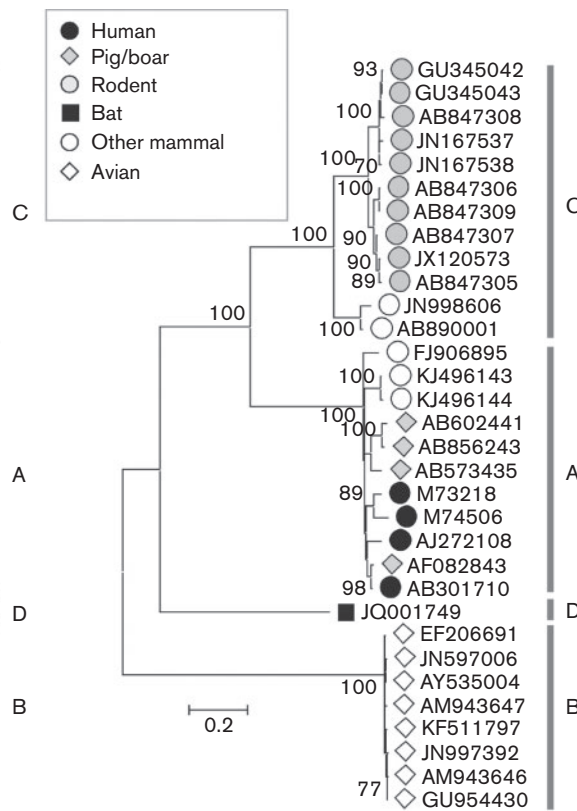 Human
Pig/boar
Rodent
Bat
Other mammal
Avian
93 GU345042
GU345043
100 AB847308
JN167537
100 70 JN167538
100 AB847306
AB847309
C
C
100 90 AB847307
90 JX120573
89 AB847305
JN998606
100
100 AB890001
FJ906895
100 KJ496143
100 KJ496144
100 AB602441
AB856243
A
AB573435
A
89 M73218
M74506
AJ272108
AF082843
98 AB301710
D
JQ001749
D
EF206691
JN597006
100 AY535004
B
AM943647
B
0.2
KF511797
JN997392
AM943646
77 GU954430